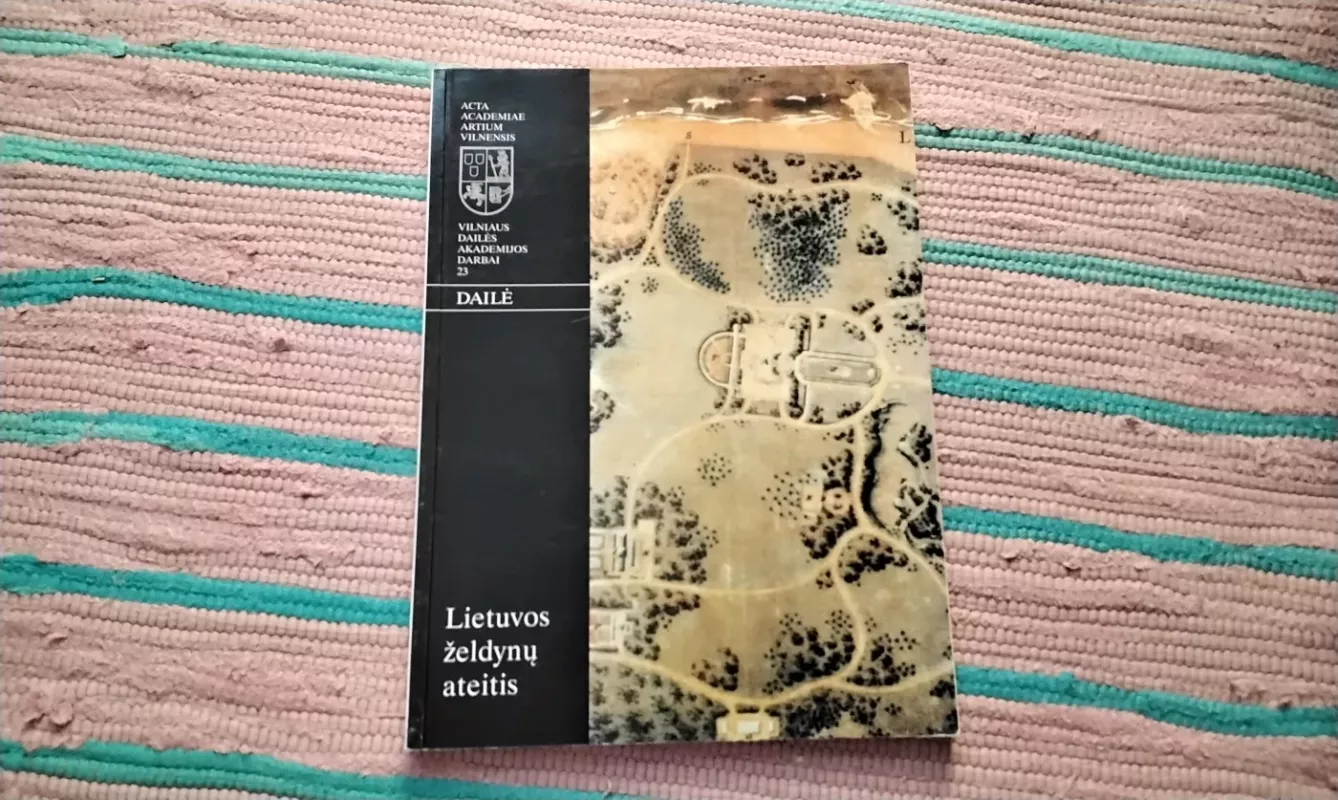 ACTA
ACADEMIAE
ARTIUM
VILNENSIS
VILNIAUS
DAILĖS
AKADEMIJOS
DARBAI
23
DAILĖ
Lietuvos
želdynų
ateitis
s
L